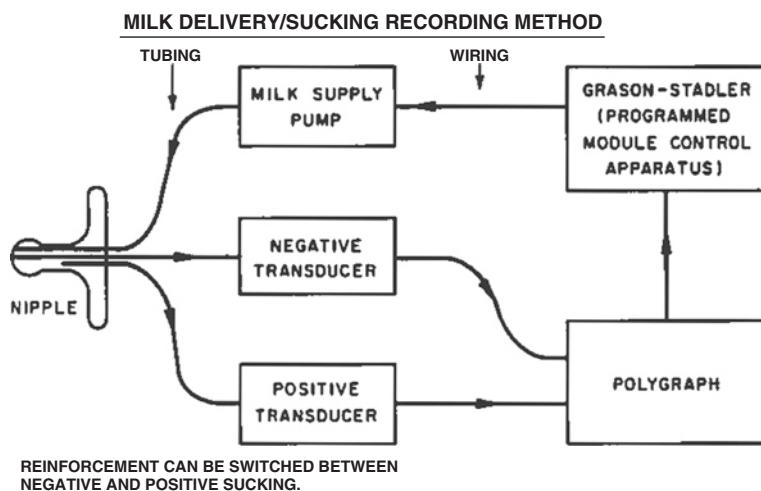 MILK DELIVERY/SUCKING RECORDING METHOD
TUBING
WIRING
MILK SUPPLY
PUMP
GRASON-STADLER
(PROGRAMMED
MODULE CONTROL
APPARATUS)
NEGATIVE
TRANSDUCER
NIPPLE
POSITIVE
TRANSDUCER
POLYGRAPH
REINFORCEMENT CAN BE SWITCHED BETWEEN
NEGATIVE AND POSITIVE SUCKING.